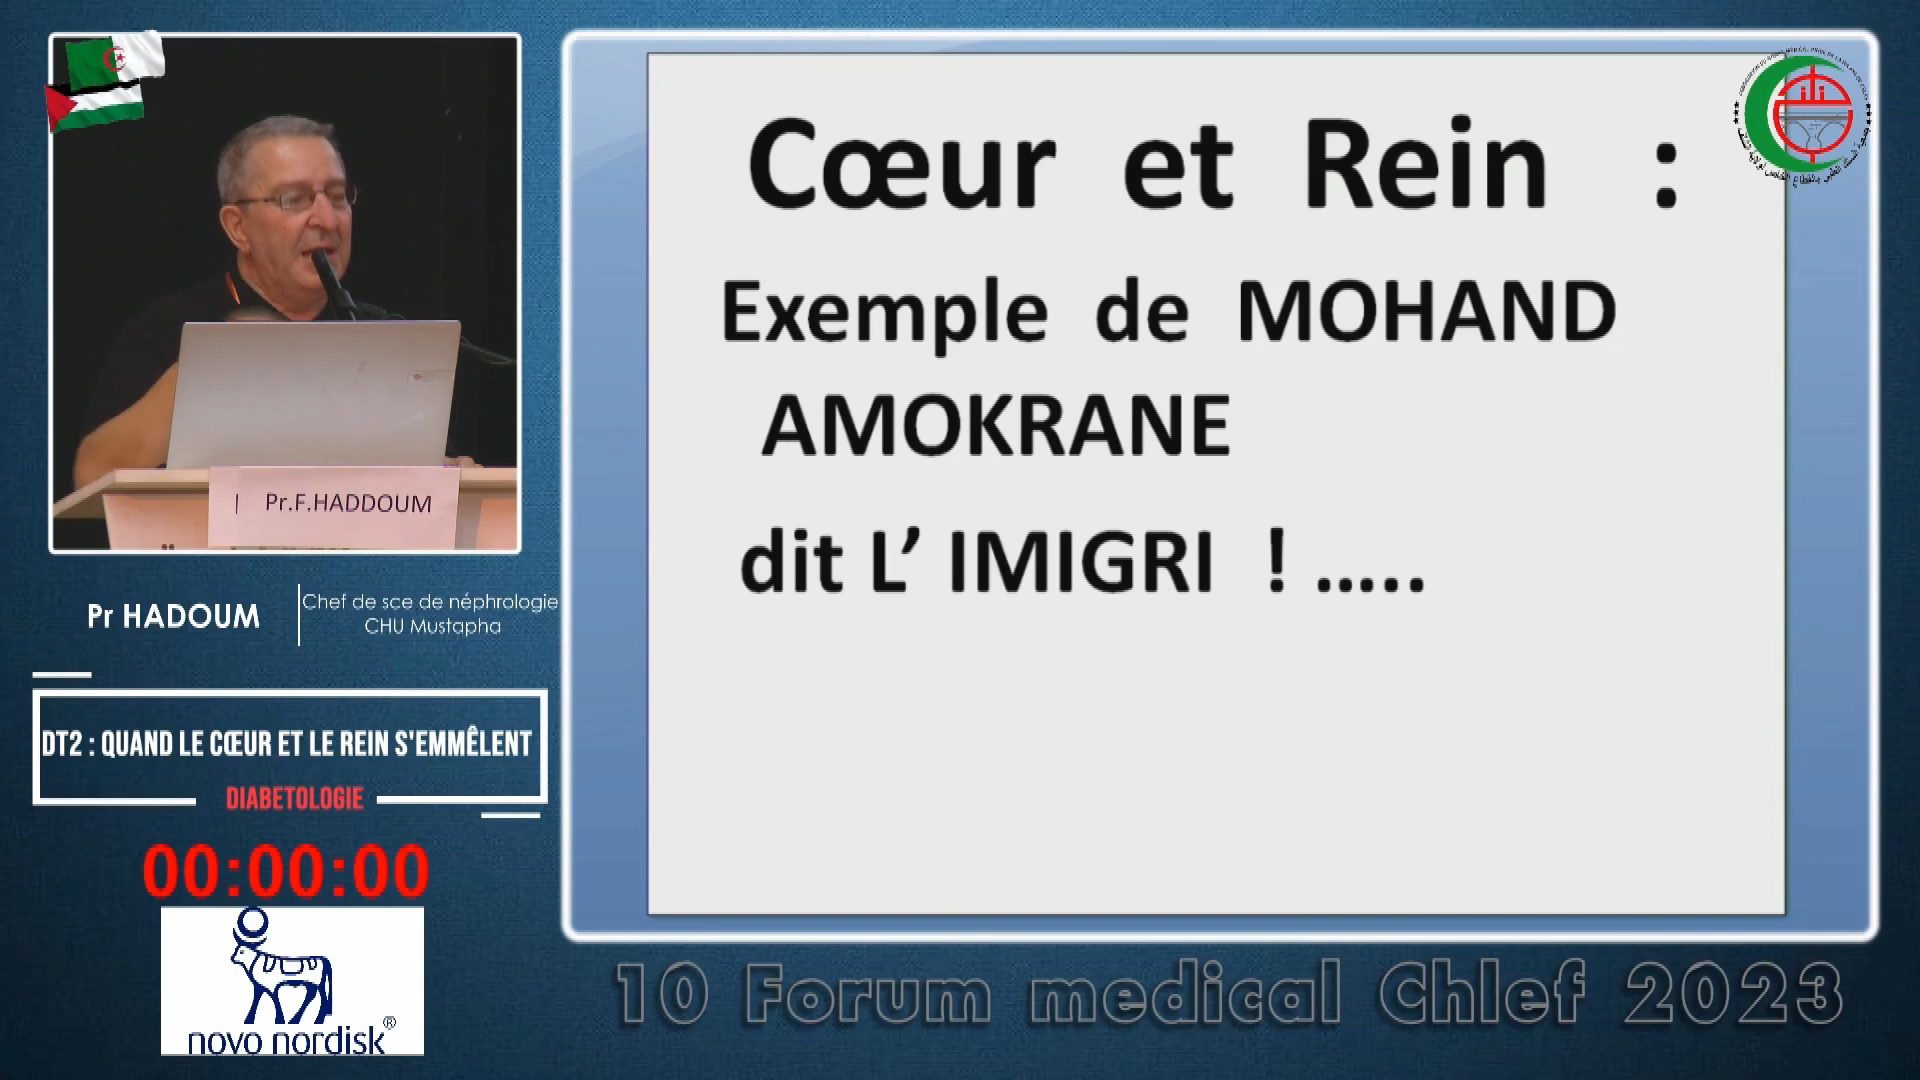 Pr.F.HADDOUM
Pr HADOUM
Chef de sce de néphrologie
CHU Mustapha
DT2 : QUAND LE CŒUR ET LE REIN S'EMMÊLENT
DIABETOLOGIE
00:00:00
novo nordisk®
Cœur et Rein :
Exemple de MOHAND
AMOKRANE
dit L’ IMIGRI ! .....
10 Forum medical Chlef 2023